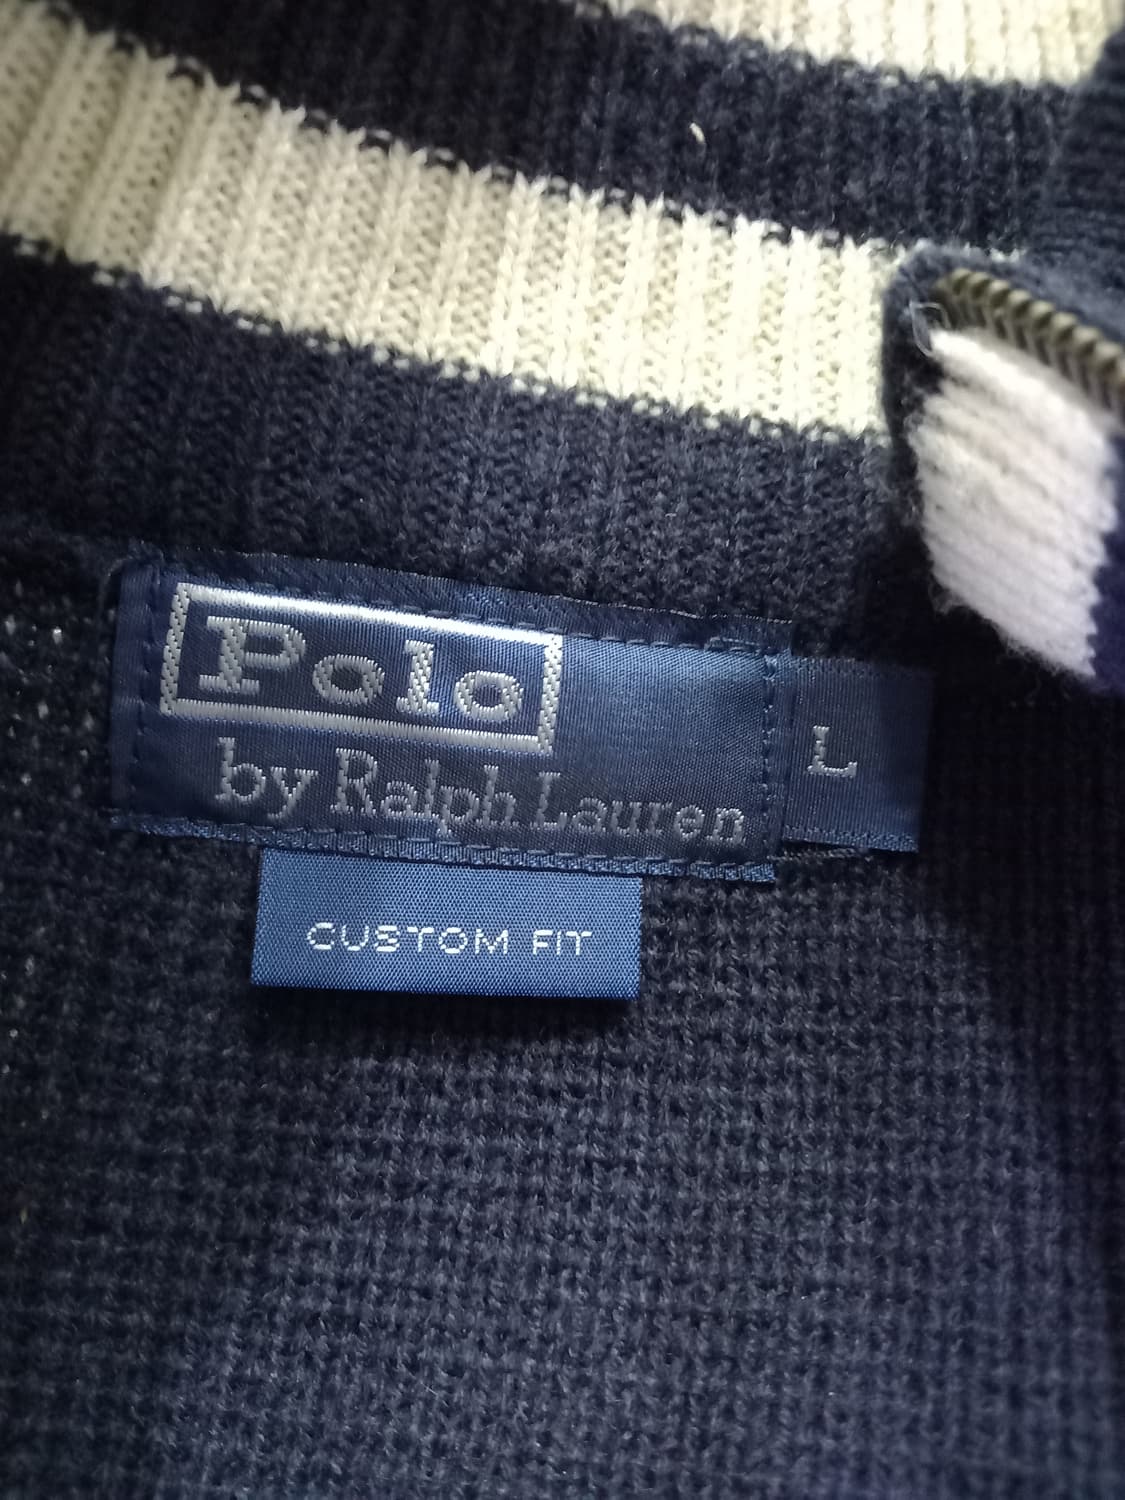 Polo
by Ralph Lauren
L
CUSTOM FIT